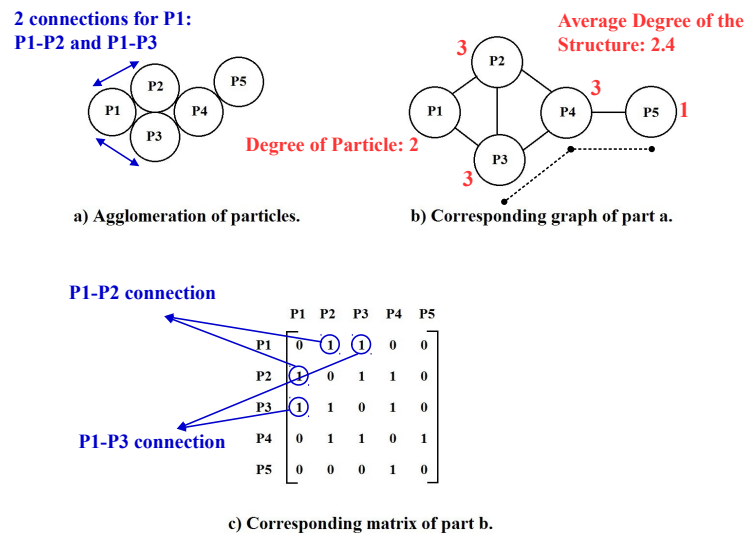 2 connections for P1:
P1-P2 and P1-P3
P1
P2
P3
P4
P5
a) Agglomeration of particles.
Average Degree of the
Structure: 2.4
Degree of Particle: 2
P1
3
P2
3
P3
3
P4
P5
1
b) Corresponding graph of part a.
P1-P2 connection
P1-P3 connection
P1 P2 P3 P4 P5
P1 0 1 1 0 0
P2 1 0 1 1 0
P3 1 1 0 1 0
P4 0 1 1 0 1
P5 0 0 0 1 0
c) Corresponding matrix of part b.